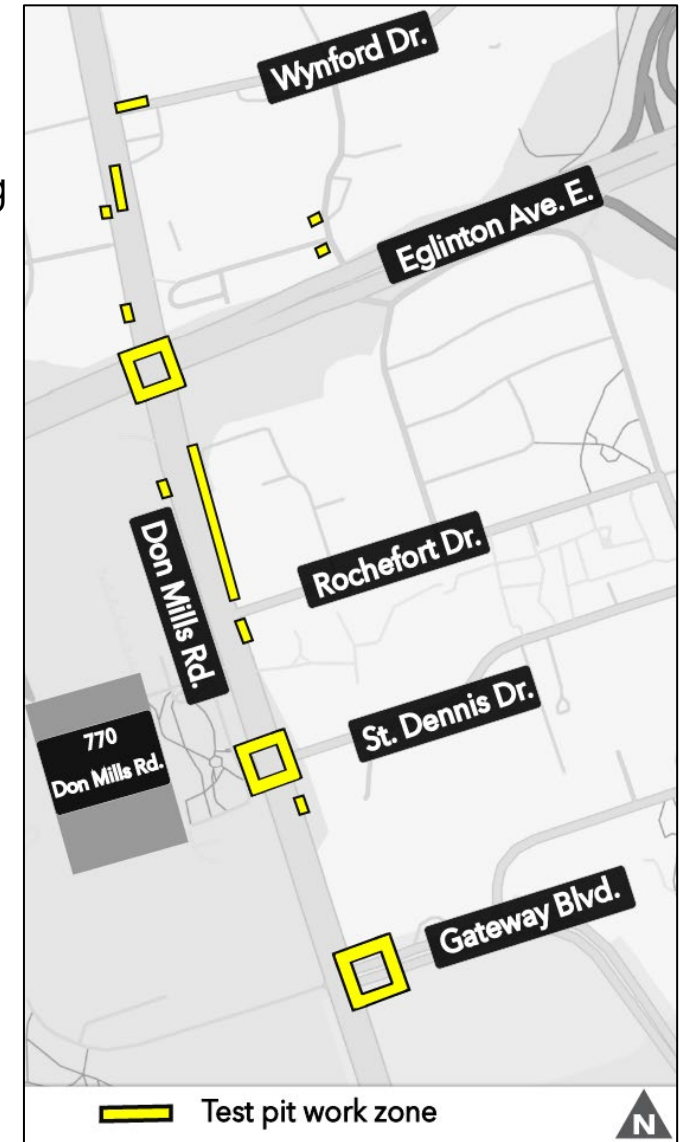 Wynford Dr.
g
Eglinton Ave. E.
Don Mills Rd.
Rochefort Dr.
St. Dennis Dr.
770
Don Mills Rd.
Gateway Blvd.
Test pit work zone
N